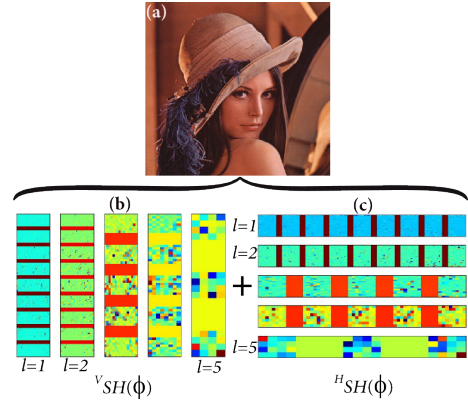 (a)
(b)
(c)
l=1
l=2
l=5
+
l=1
l=2
l=5
ⱽSH(ϕ)
ᴴSH(ϕ)